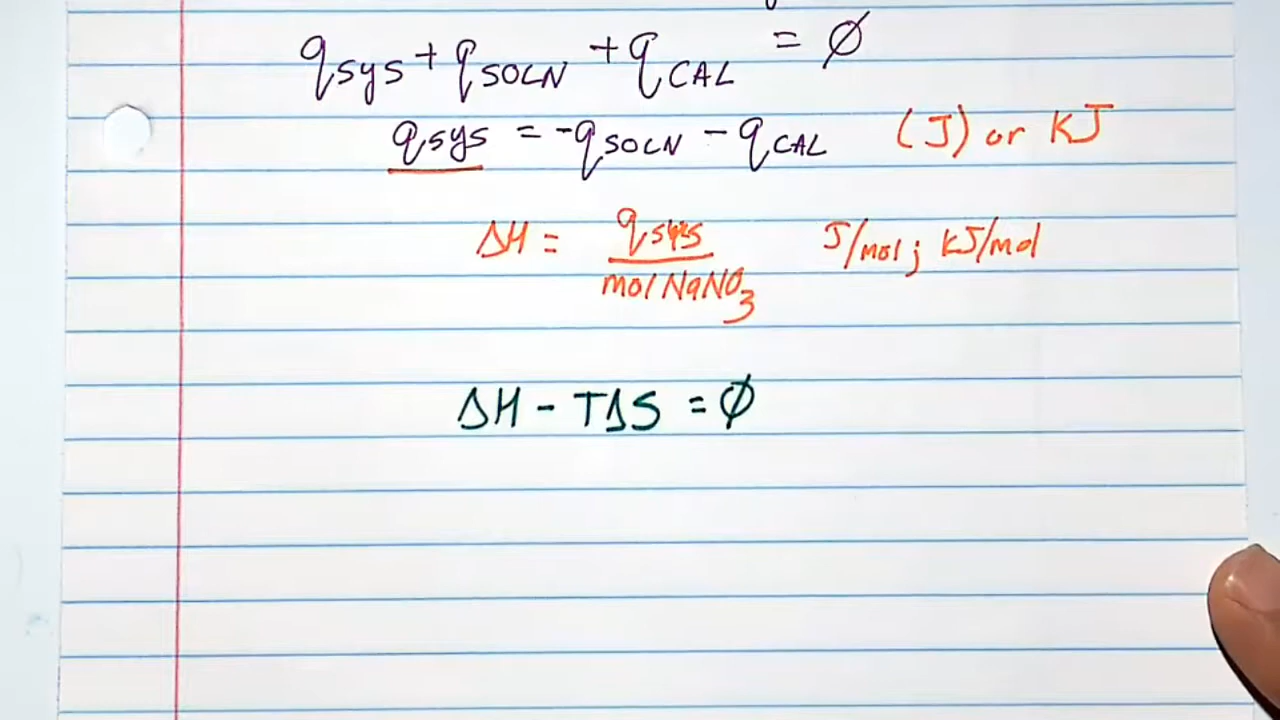 qsys + qSOLN + qCAL = Ø
qsys = -qSOLN - qCAL (J) or KJ
ΔH = qsys / mol NaNO3 J/mol; KJ/mol
ΔH - TΔS = Ø